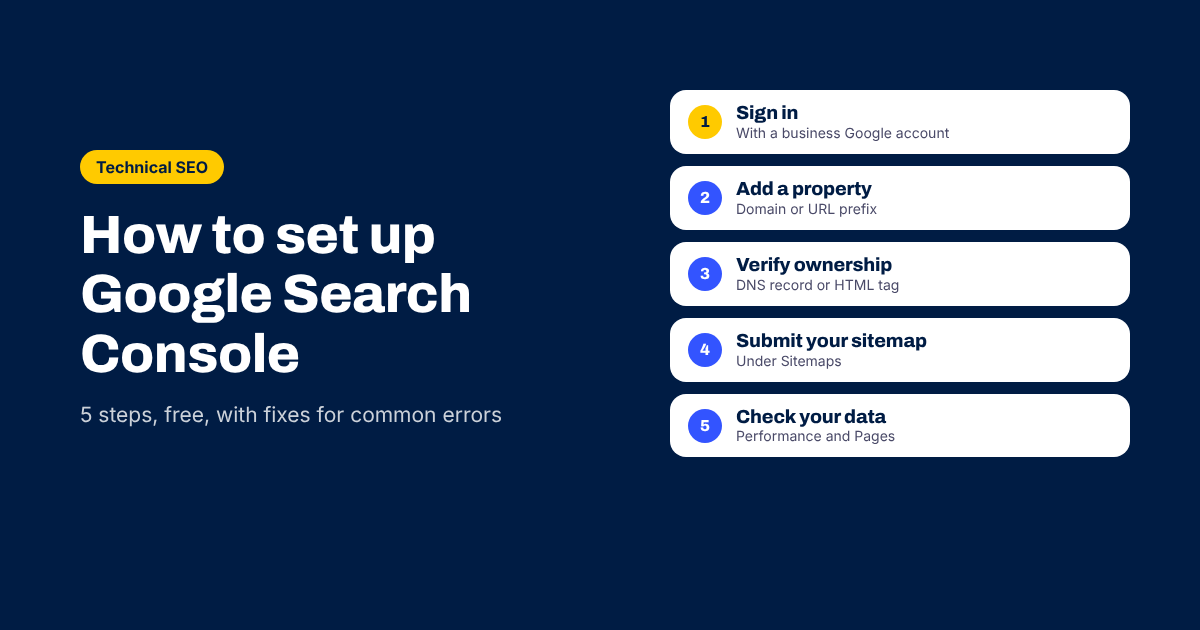 Technical SEO
How to set up
Google Search
Console
5 steps, free, with fixes for common errors
1
Sign in
With a business Google account
2
Add a property
Domain or URL prefix
3
Verify ownership
DNS record or HTML tag
4
Submit your sitemap
Under Sitemaps
5
Check your data
Performance and Pages